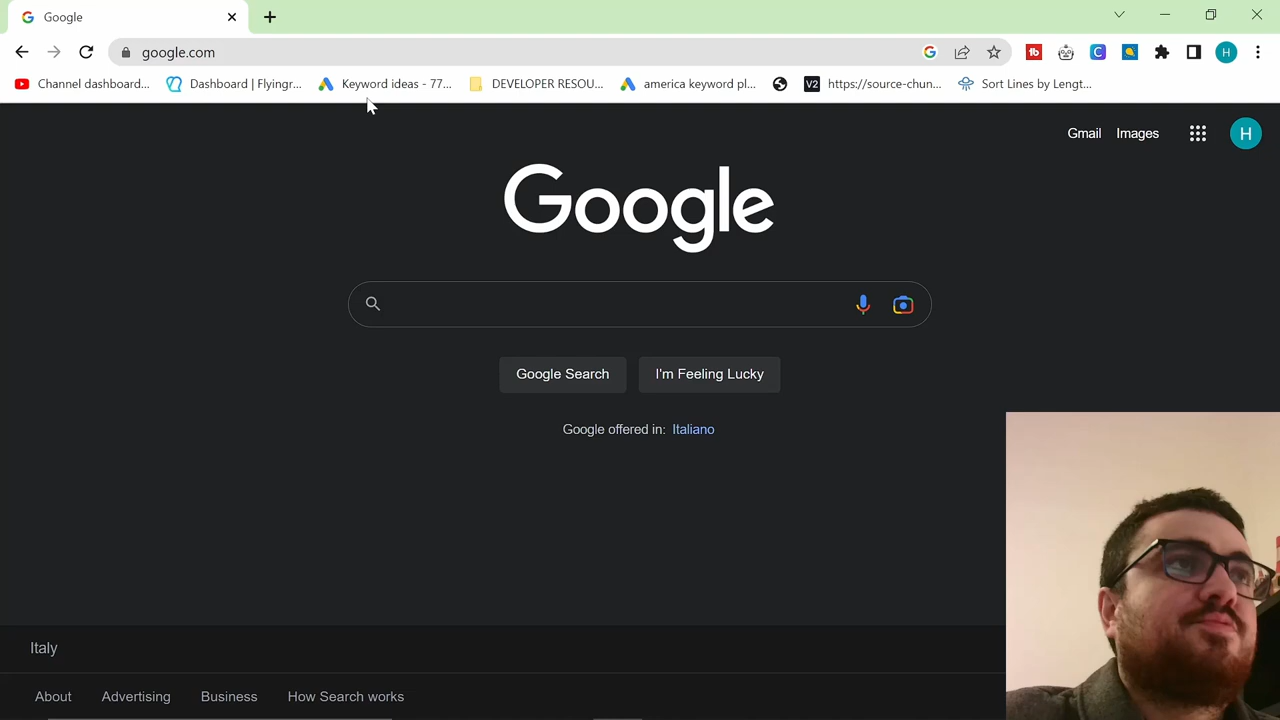 Google
google.com
H
Channel dashboard...
Dashboard | Flyingr...
Keyword ideas - 77...
DEVELOPER RESOU...
america keyword pl...
V2
https://source-chun...
Sort Lines by Lengt...
Gmail
Images
H
Google
Google Search
I'm Feeling Lucky
Google offered in: Italiano
Italy
About
Advertising
Business
How Search works